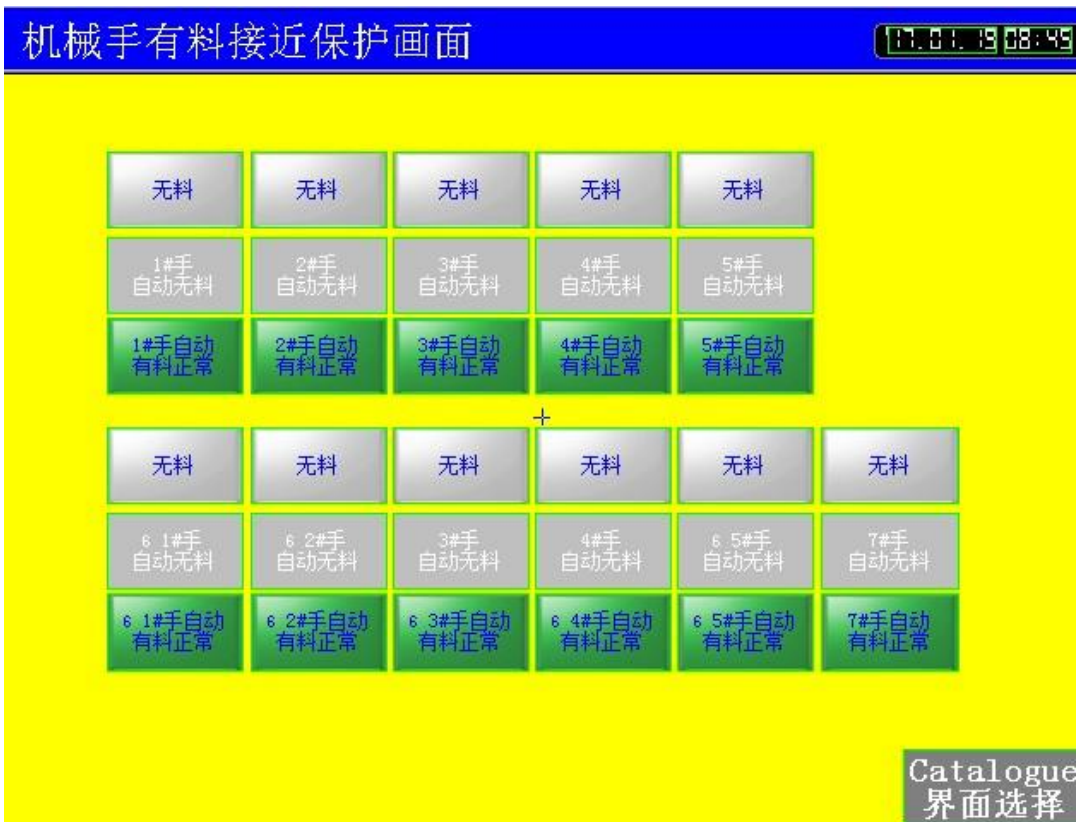 机械手有料接近保护画面
17.01.19 08:45
无料 无料 无料 无料 无料
1#手 2#手 3#手 4#手 5#手
自动无料 自动无料 自动无料 自动无料 自动无料
1#手自动 2#手自动 3#手自动 4#手自动 5#手自动
有料正常 有料正常 有料正常 有料正常 有料正常
无料 无料 无料 无料 无料 无料
6 1#手 6 2#手 3#手 4#手 6 5#手 7#手
自动无料 自动无料 自动无料 自动无料 自动无料 自动无料
6 1#手自动 6 2#手自动 6 3#手自动 6 4#手自动 6 5#手自动 7#手自动
有料正常 有料正常 有料正常 有料正常 有料正常 有料正常
Catalogue
界面选择